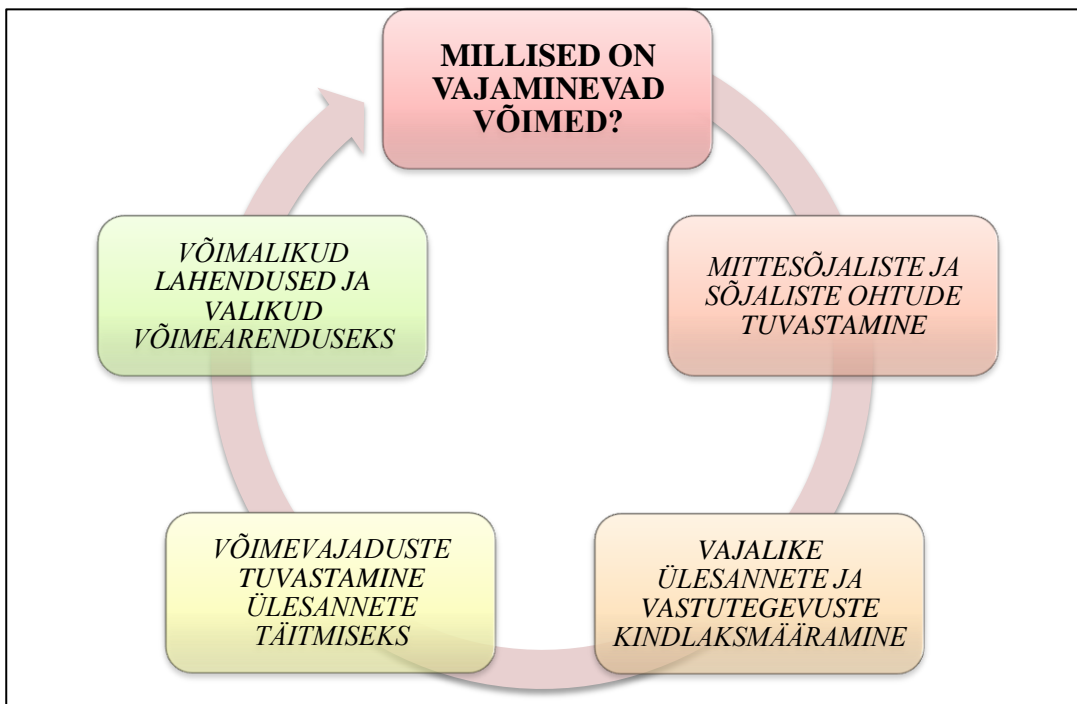 MILLISED ON
VAJAMINEVAD
VÕIMED?
MITTESÕJALISTE JA
SÕJALISTE OHTUDE
TUVASTAMINE
VAJALIKE
ÜLESANNETE JA
VASTUTEGEVUSTE
KINDLAKSMÄÄRAMINE
VÕIMEVAJADUSTE
TUVASTAMINE
ÜLESANNETE
TÄITMISEKS
VÕIMALIKUD
LAHENDUSED JA
VALIKUD
VÕIMEARENDUSEKS